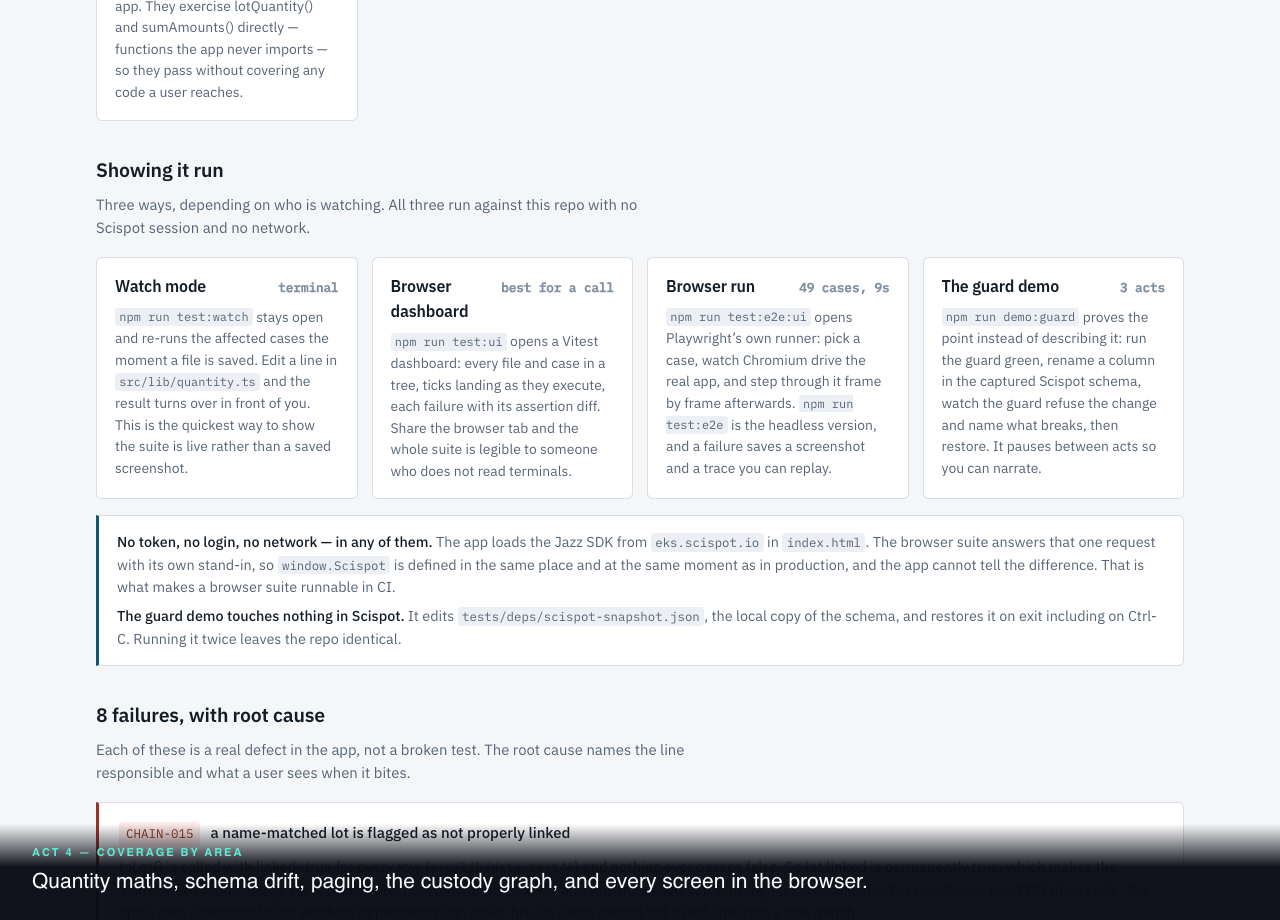 app. They exercise lotQuantity()
and sumAmounts() directly —
functions the app never imports —
so they pass without covering any
code a user reaches.
Showing it run
Three ways, depending on who is watching. All three run against this repo with no
Scispot session and no network.
Watch mode terminal
npm run test:watch stays open
and re-runs the affected cases the
moment a file is saved. Edit a line in
src/lib/quantity.ts and the
result turns over in front of you.
This is the quickest way to show
the suite is live rather than a saved
screenshot.
Browser best for a call
dashboard
npm run test:ui opens a Vitest
dashboard: every file and case in a
tree, ticks landing as they execute,
each failure with its assertion diff.
Share the browser tab and the
whole suite is legible to someone
who does not read terminals.
Browser run 49 cases, 9s
npm run test:e2e:ui opens
Playwright’s own runner: pick a
case, watch Chromium drive the
real app, and step through it frame
by frame afterwards. npm run
test:e2e is the headless version,
and a failure saves a screenshot
and a trace you can replay.
The guard demo 3 acts
npm run demo:guard proves the
point instead of describing it: run
the guard green, rename a column
in the captured Scispot schema,
watch the guard refuse the change
and name what breaks, then
restore. It pauses between acts so
you can narrate.
No token, no login, no network — in any of them. The app loads the Jazz SDK from eks.scispot.io in index.html. The browser suite answers that one request
with its own stand-in, so window.Scispot is defined in the same place and at the same moment as in production, and the app cannot tell the difference. That is
what makes a browser suite runnable in CI.
The guard demo touches nothing in Scispot. It edits tests/deps/scispot-snapshot.json, the local copy of the schema, and restores it on exit including on Ctrl-
C. Running it twice leaves the repo identical.
8 failures, with root cause
Each of these is a real defect in the app, not a broken test. The root cause names the line
responsible and what a user sees when it bites.
CHAIN-015 a name-matched lot is flagged as not properly linked
ACT 4 — COVERAGE BY AREA
Quantity maths, schema drift, paging, the custody graph, and every screen in the browser.